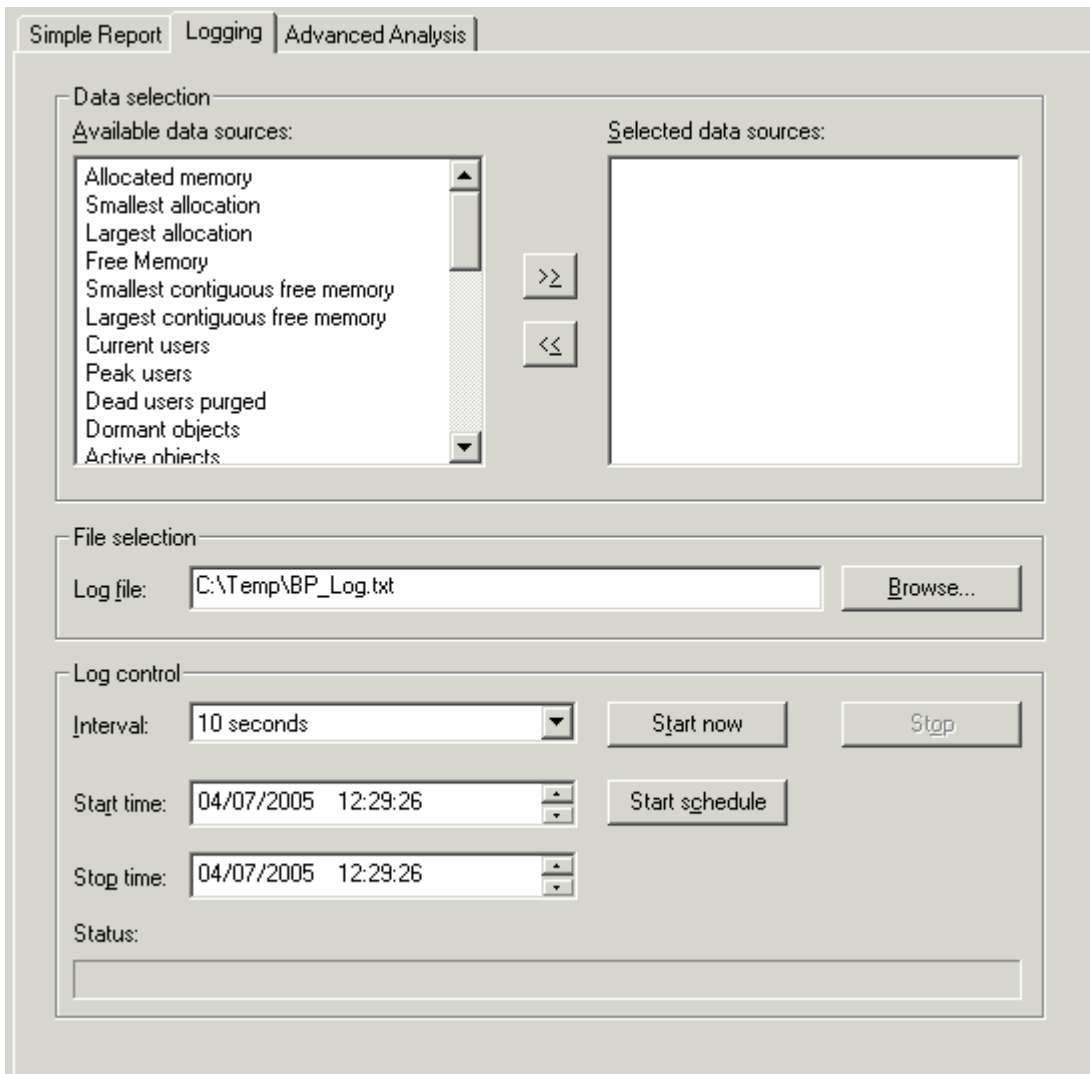 Simple Report Logging Advanced Analysis
Data selection
Available data sources: Selected data sources:
Allocated memory
Smallest allocation
Largest allocation
Free Memory
Smallest contiguous free memory
Largest contiguous free memory
Current users
Peak users
Dead users purged
Dormant objects
Active objects
>>
<<
File selection
Log file: C:\Temp\BP_Log.txt Browse...
Log control
Interval: 10 seconds Start now Stop
Start time: 04/07/2005 12:29:26 Start schedule
Stop time: 04/07/2005 12:29:26
Status: